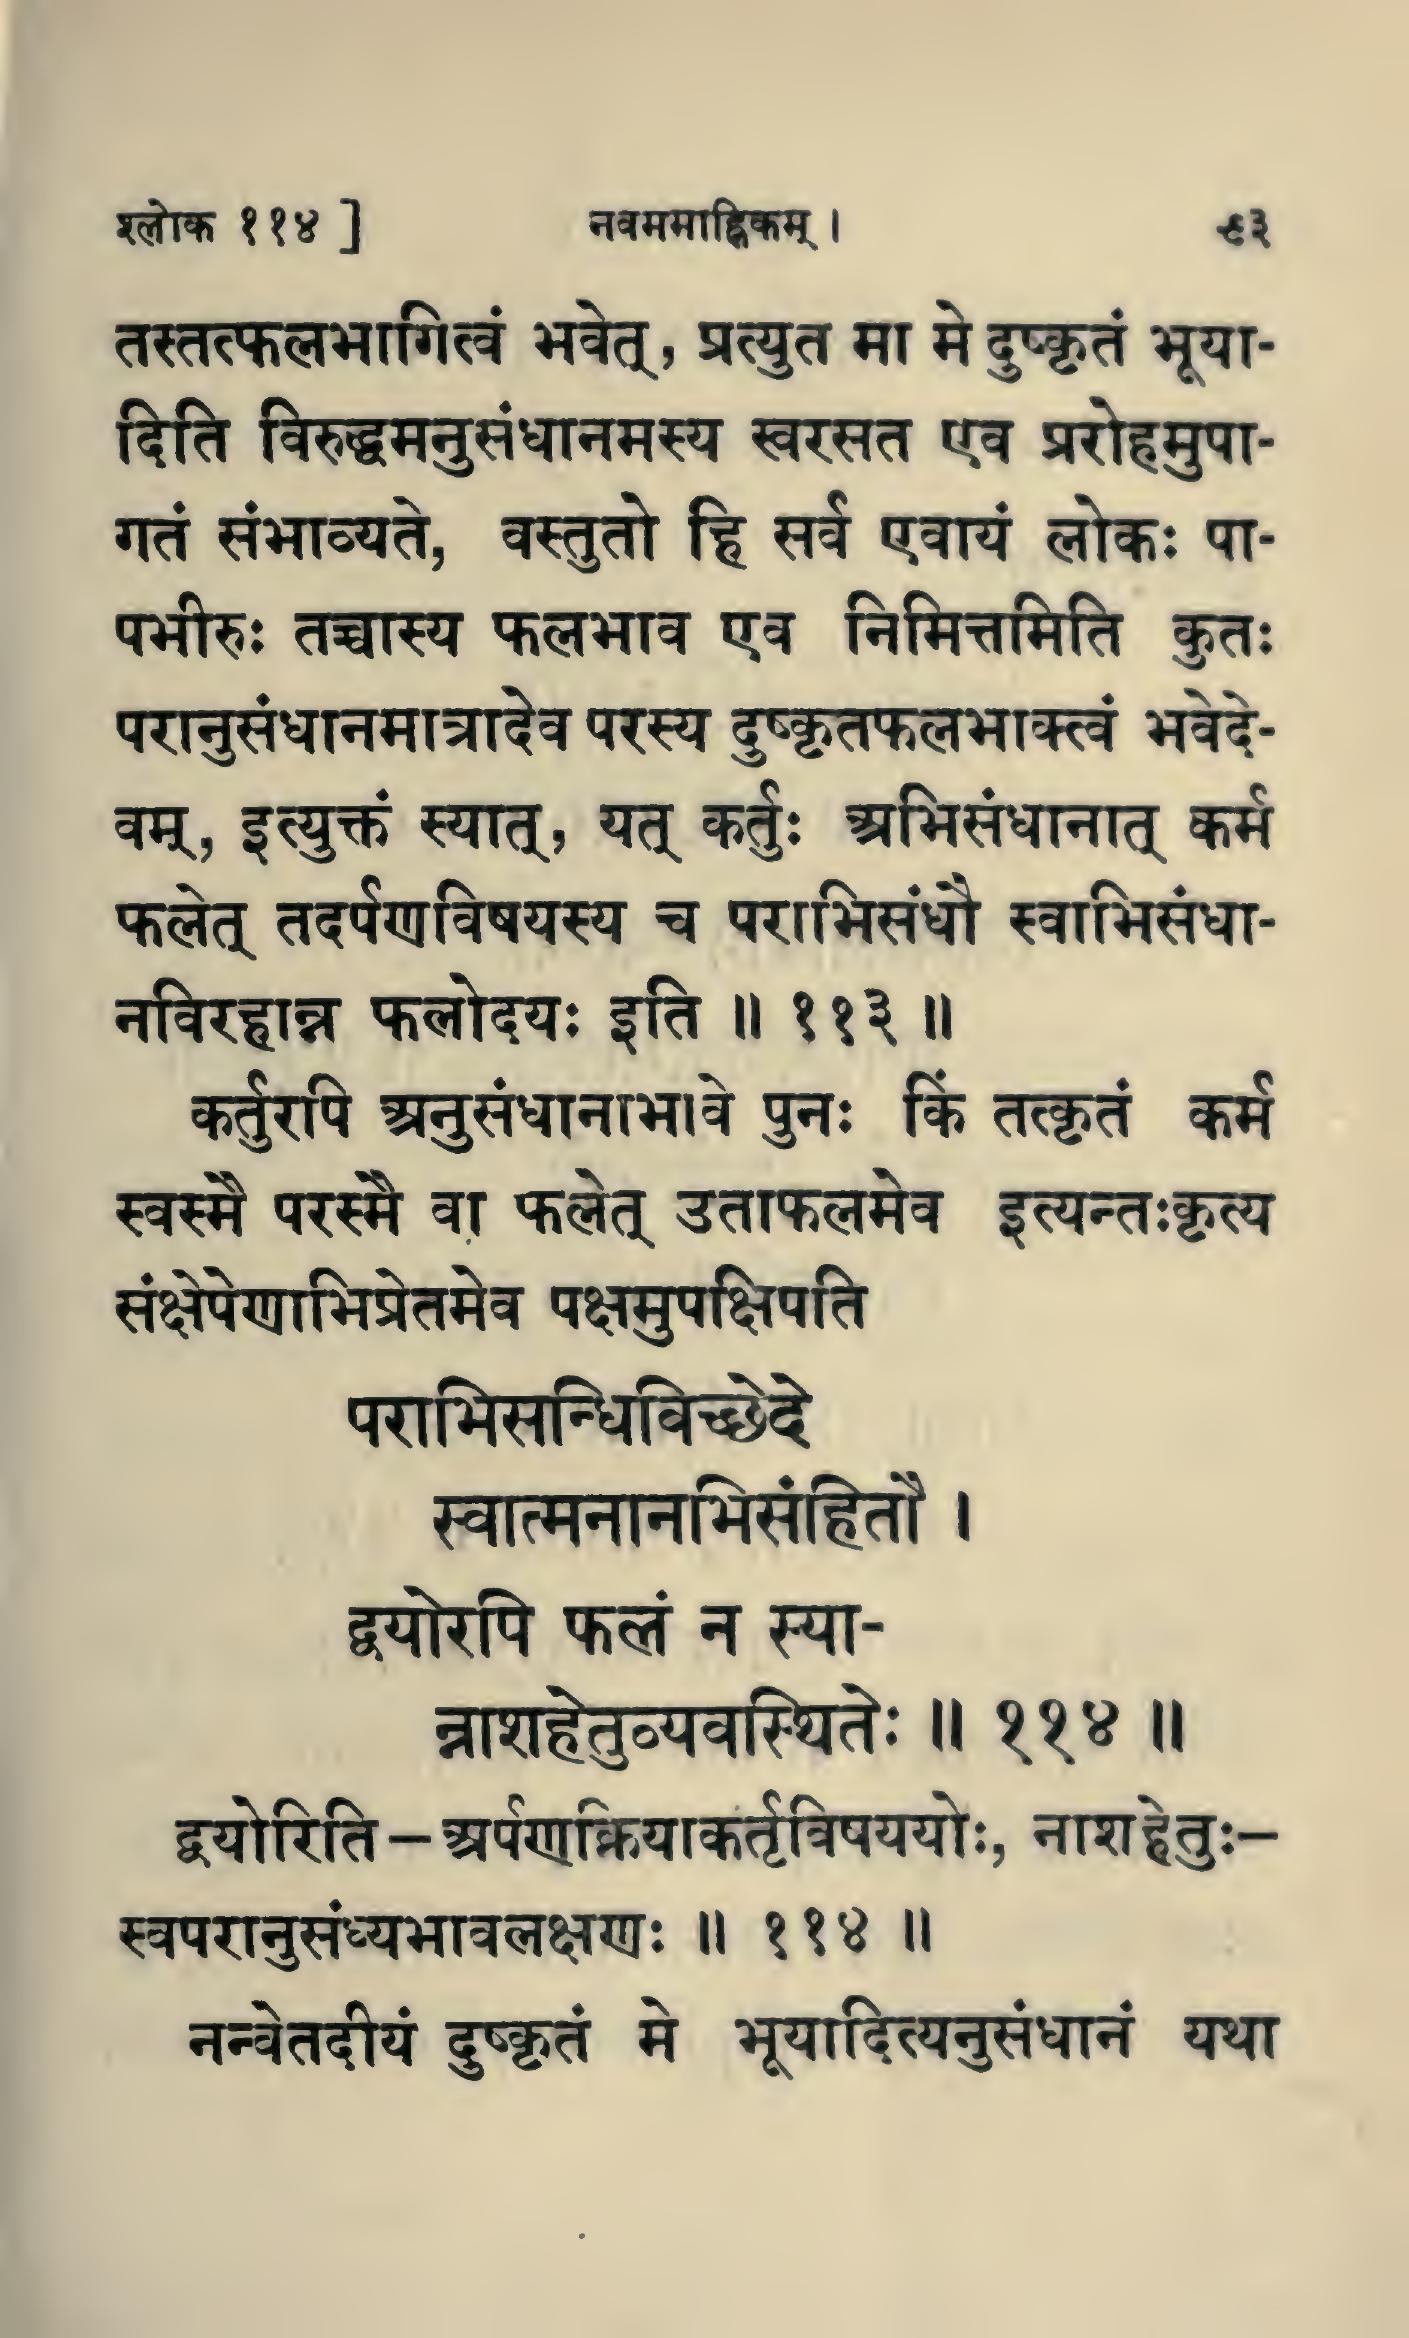 श्लोक ११४ ] नवममाह्निकम् । ९३
तस्तत्फलभागित्वं भवेत्, प्रत्युत मा मे दुष्कृतं भूया-
दिति विरुद्धमनुसंधानमस्य स्वरसत एव प्ररोहमुपा-
गतं संभाव्यते, वस्तुतो हि सर्व एवायं लोकः पा-
पभीरुः तच्चास्य फलभाव एव निमित्तमिति कुतः
परानुसंधानमात्रादेव परस्य दुष्कृतफलभाक्त्वं भवेदे-
वम्, इत्युक्तं स्यात्, यत् कर्तुः अभिसंधानात् कर्म
फलेत् तदर्पणविषयस्य च पराभिसंधौ स्वाभिसंधा-
नविरहान्न फलोदयः इति ॥ ११३ ॥
कर्तुरपि अनुसंधानाभावे पुनः किं तत्कृतं कर्म
स्वस्मै परस्मै वा फलेत् उताफलमेव इत्यन्तःकृत्य
संक्षेपेणाभिप्रेतमेव पक्षमुपक्षिपति
पराभिसन्धिविच्छेदे
स्वात्मनानभिसंहितौ ।
द्वयोरपि फलं न स्या-
न्नाशहेतुव्यवस्थितेः ॥ ११४ ॥
द्वयोरिति – अर्पणक्रियाकर्तृविषययोः, नाशहेतुः–
स्वपरानुसंध्यभावलक्षणः ॥ ११४ ॥
नन्वेतदीयं दुष्कृतं मे भूयादित्यनुसंधानं यथा